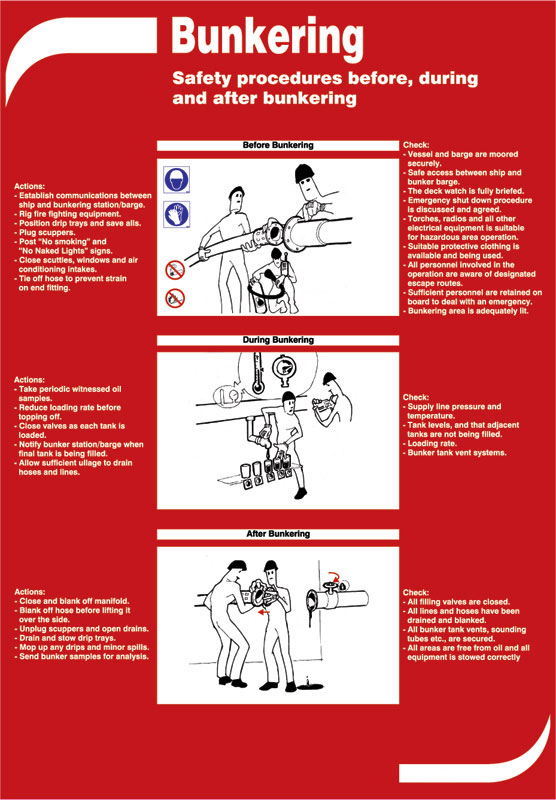 Bunkering
Safety procedures before, during
and after bunkering
Before Bunkering
Actions:
- Establish communications between
ship and bunkering station/barge.
- Rig fire fighting equipment.
- Position drip trays and save alls.
- Plug scuppers.
- Post "No smoking" and
"No Naked Lights" signs.
- Close scuttles, windows and air
conditioning intakes.
- Tie off hose to prevent strain
on end fitting.
Check:
- Vessel and barge are moored
securely.
- Safe access between ship and
bunker barge.
- The deck watch is fully briefed.
- Emergency shut down procedure
is discussed and agreed.
- Torches, radios and all other
electrical equipment is suitable
for hazardous area operation.
- Suitable protective clothing is
available and being used.
- All personnel involved in the
operation are aware of designated
escape routes.
- Sufficient personnel are retained on
board to deal with an emergency.
- Bunkering area is adequately lit.
During Bunkering
Actions:
- Take periodic witnessed oil
samples.
- Reduce loading rate before
topping off.
- Close valves as each tank is
loaded.
- Notify bunker station/barge when
final tank is being filled.
- Allow sufficient ullage to drain
hoses and lines.
Check:
- Supply line pressure and
temperature.
- Tank levels, and that adjacent
tanks are not being filled.
- Loading rate.
- Bunker tank vent systems.
After Bunkering
Actions:
- Close and blank off manifold.
- Blank off hose before lifting it
over the side.
- Unplug scuppers and open drains.
- Drain and stow drip trays.
- Mop up any drips and minor spills.
- Send bunker samples for analysis.
Check:
- All filling valves are closed.
- All lines and hoses have been
drained and blanked.
- All bunker tank vents, sounding
tubes etc., are secured.
- All areas are free from oil and all
equipment is stowed correctly